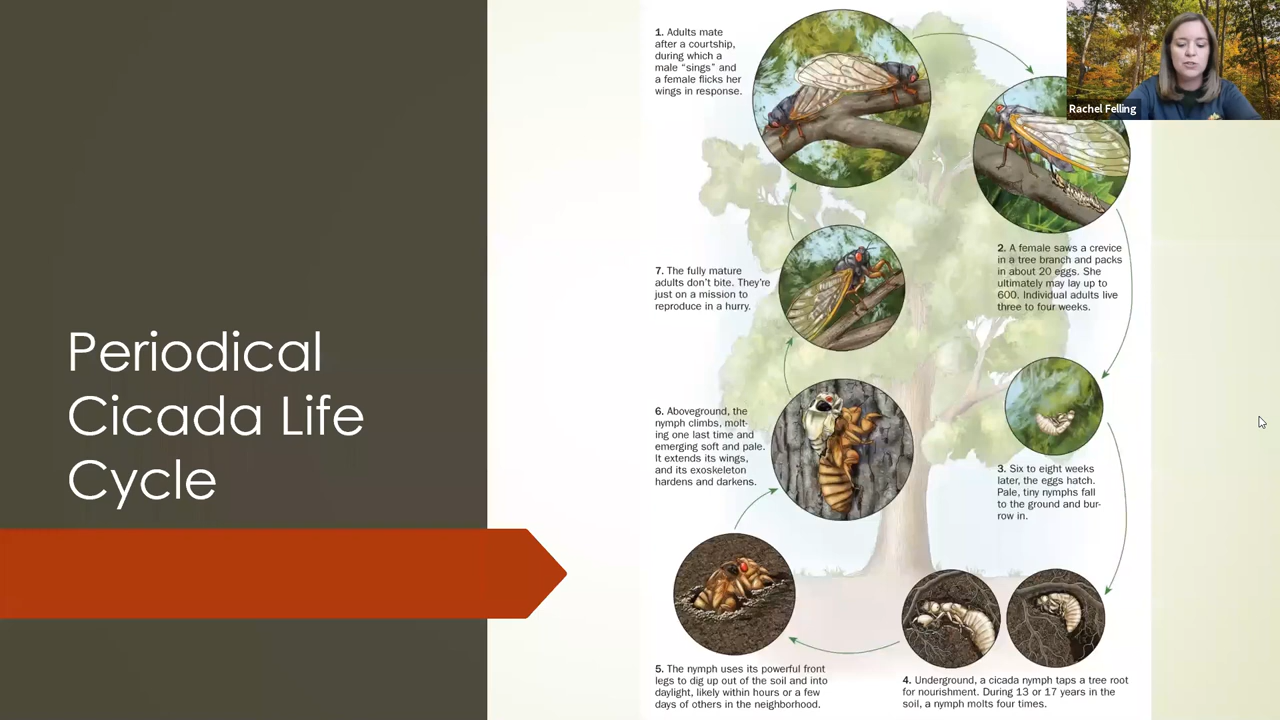 Periodical
Cicada Life
Cycle
1. Adults mate
after a courtship,
during which a
male “sings” and
a female flicks her
wings in response.
Rachel Felling
2. A female saws a crevice
in a tree branch and packs
in about 20 eggs. She
ultimately may lay up to
600. Individual adults live
three to four weeks.
3. Six to eight weeks
later, the eggs hatch.
Pale, tiny nymphs fall
to the ground and bur-
row in.
4. Underground, a cicada nymph taps a tree root
for nourishment. During 13 or 17 years in the
soil, a nymph molts four times.
5. The nymph uses its powerful front
legs to dig up out of the soil and into
daylight, likely within hours or a few
days of others in the neighborhood.
6. Aboveground, the
nymph climbs, molt-
ing one last time and
emerging soft and pale.
It extends its wings,
and its exoskeleton
hardens and darkens.
7. The fully mature
adults don’t bite. They’re
just on a mission to
reproduce in a hurry.